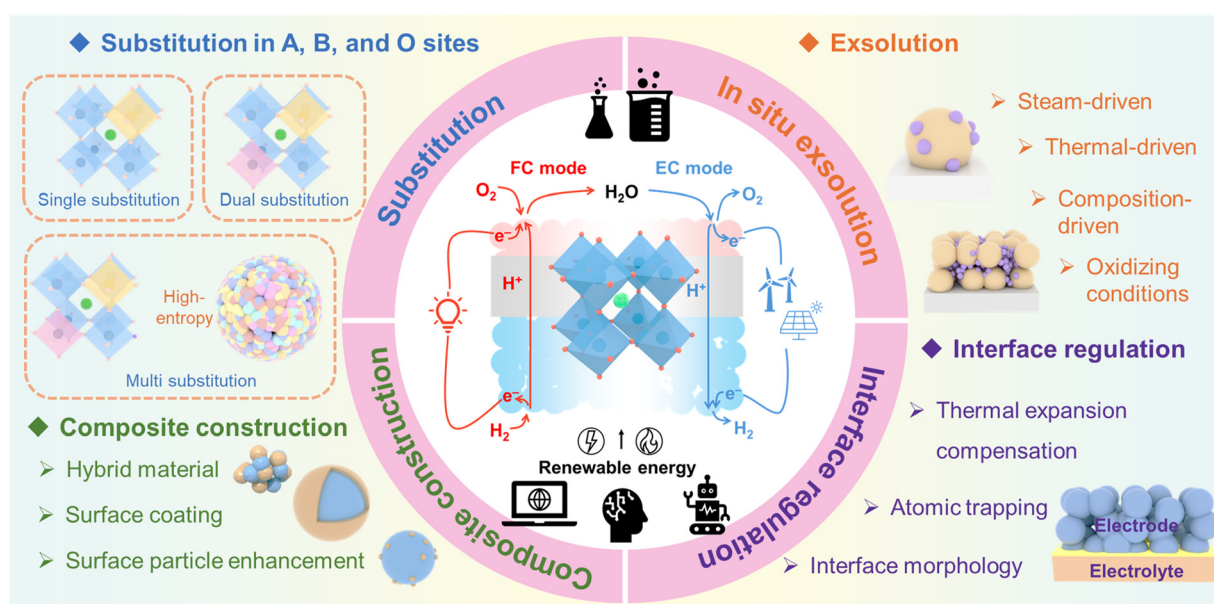 ◆ Substitution in A, B, and O sites
Single substitution
Dual substitution
High-
entropy
Multi substitution
◆ Composite construction
➢ Hybrid material
➢ Surface coating
➢ Surface particle enhancement
Substitution
In situ exsolution
Composite construction
Interface regulation
FC mode
EC mode
O₂
H₂O
O₂
e⁻
e⁻
H⁺
H⁺
e⁻
e⁻
H₂
H₂
Renewable energy
◆ Exsolution
➢ Steam-driven
➢ Thermal-driven
➢ Composition-
driven
➢ Oxidizing
conditions
◆ Interface regulation
➢ Thermal expansion
compensation
➢ Atomic trapping
➢ Interface morphology
Electrode
Electrolyte